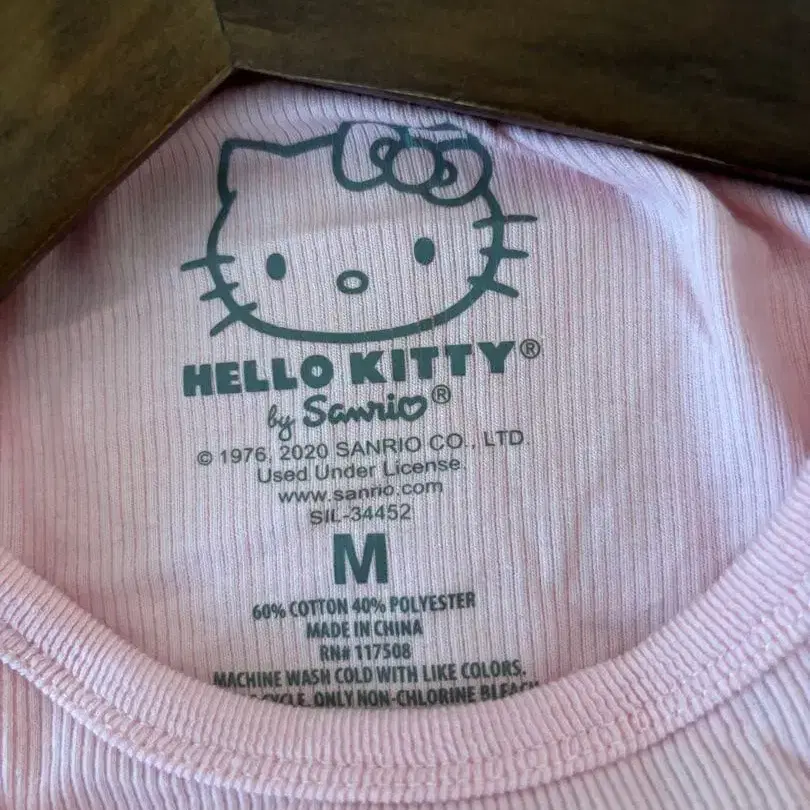 HELLO KITTY®
by Sanrio®
© 1976, 2020 SANRIO CO., LTD.
Used Under License.
www.sanrio.com
SIL-34452
M
60% COTTON 40% POLYESTER
MADE IN CHINA
RN# 117508
MACHINE WASH COLD WITH LIKE COLORS.
CYCLE. ONLY NON-CHLORINE BLEACH